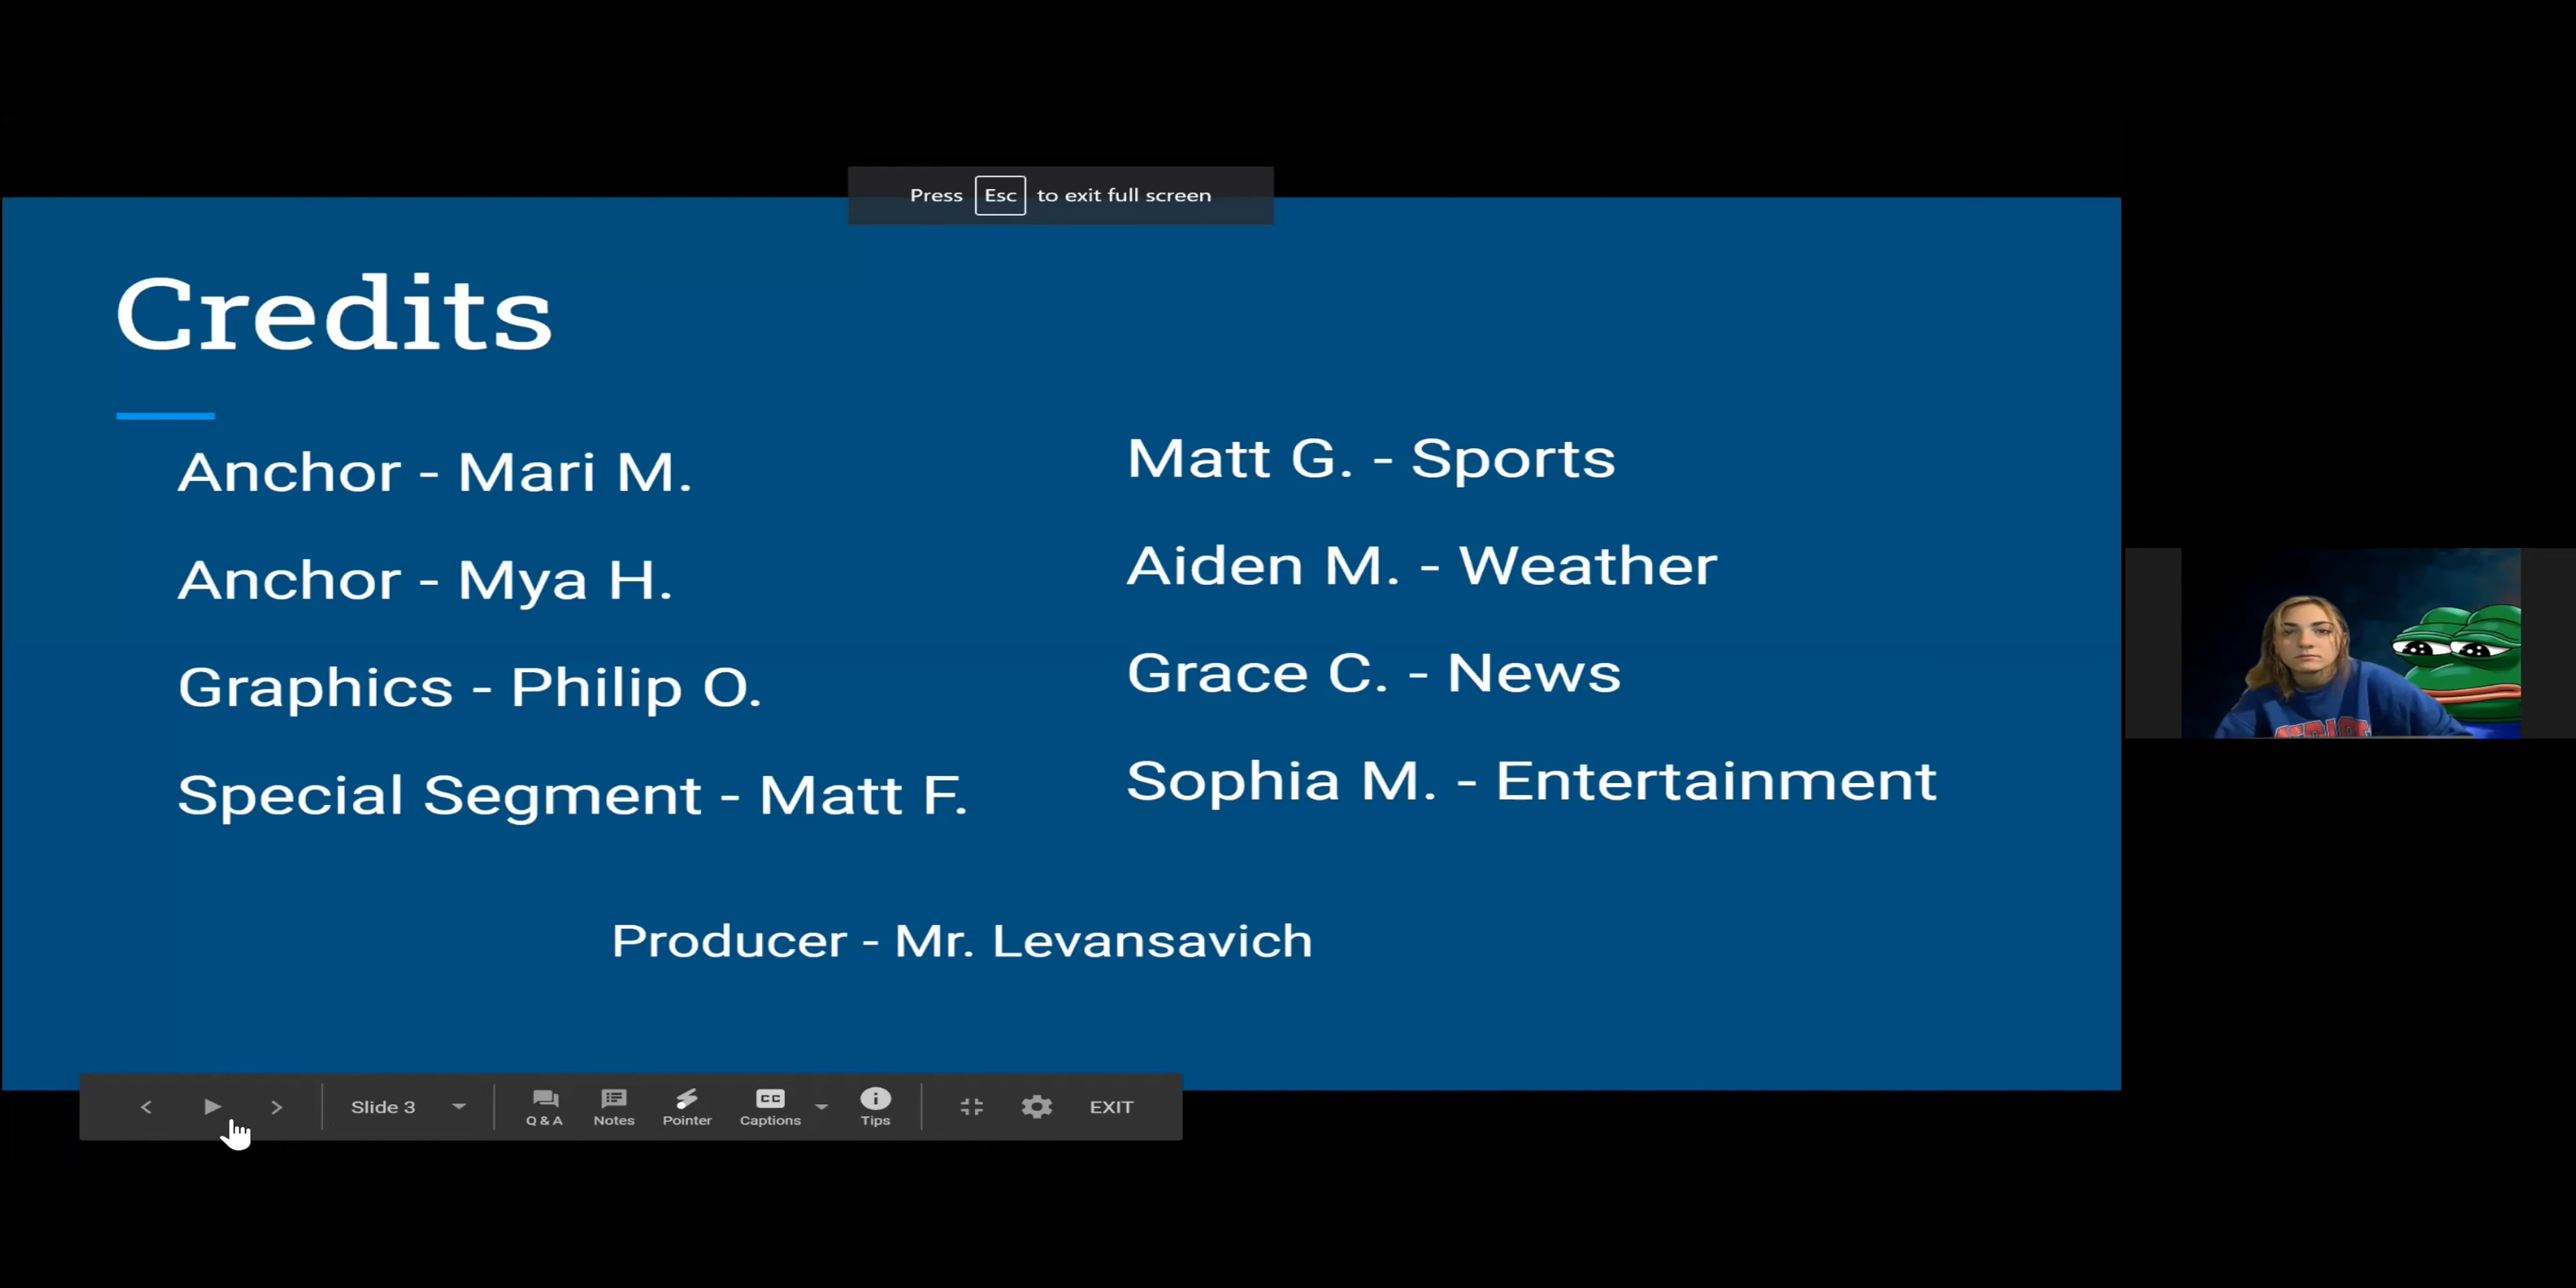 Press Esc to exit full screen
Credits
Anchor - Mari M.
Anchor - Mya H.
Graphics - Philip O.
Special Segment - Matt F.
Matt G. - Sports
Aiden M. - Weather
Grace C. - News
Sophia M. - Entertainment
Producer - Mr. Levansavich
Slide 3
Q & A
Notes
Pointer
CC
Captions
Tips
EXIT